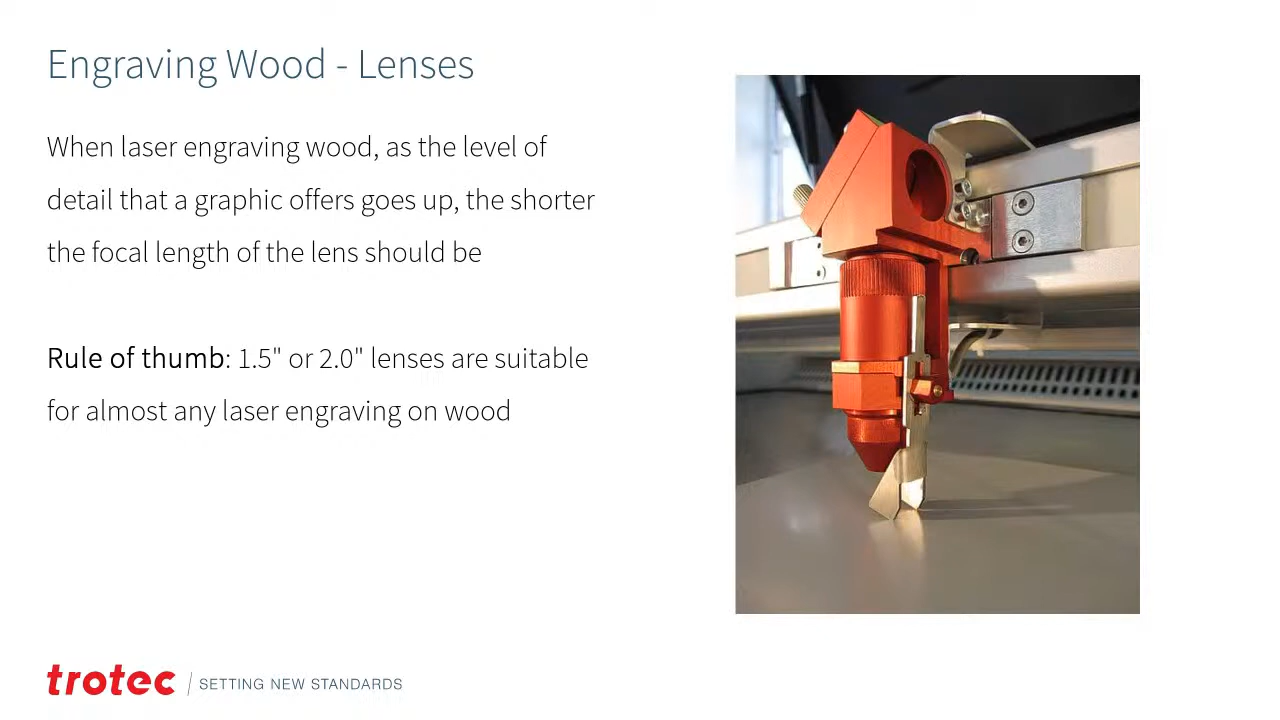 Engraving Wood - Lenses
When laser engraving wood, as the level of
detail that a graphic offers goes up, the shorter
the focal length of the lens should be
Rule of thumb: 1.5" or 2.0" lenses are suitable
for almost any laser engraving on wood
trotec / SETTING NEW STANDARDS